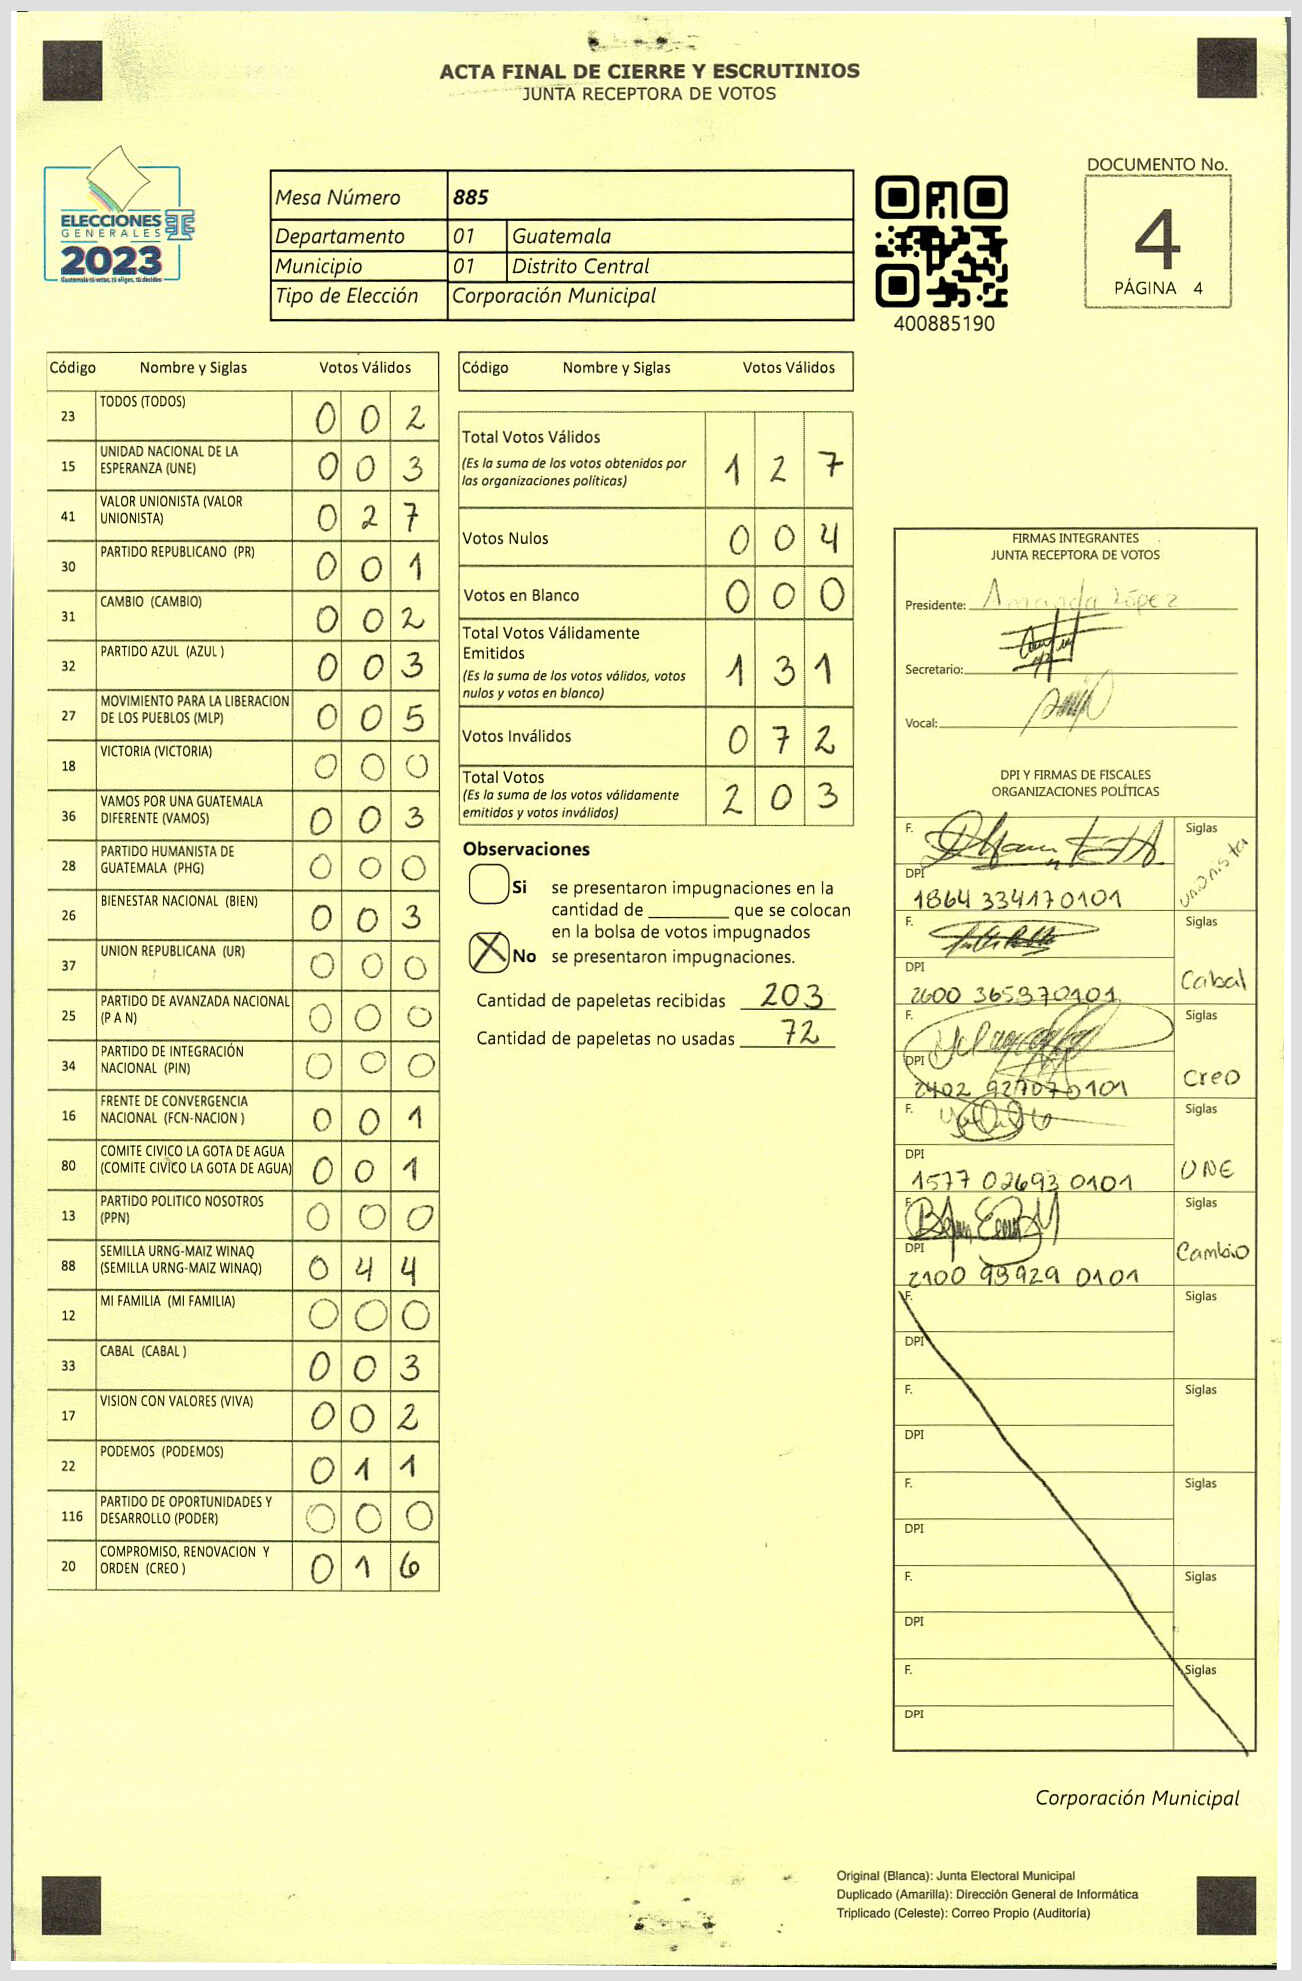 ACTA FINAL DE CIERRE Y ESCRUTINIOS
JUNTA RECEPTORA DE VOTOS
ELECCIONES
GENERALES
2023
Guatemala tú votas, tú eliges, tú decides
Mesa Número 885
Departamento 01 Guatemala
Municipio 01 Distrito Central
Tipo de Elección Corporación Municipal
400885190
DOCUMENTO No.
4
PÁGINA 4
Código Nombre y Siglas Votos Válidos
23 TODOS (TODOS) 0 0 2
15 UNIDAD NACIONAL DE LA ESPERANZA (UNE) 0 0 3
41 VALOR UNIONISTA (VALOR UNIONISTA) 0 2 7
30 PARTIDO REPUBLICANO (PR) 0 0 1
31 CAMBIO (CAMBIO) 0 0 2
32 PARTIDO AZUL (AZUL ) 0 0 3
27 MOVIMIENTO PARA LA LIBERACION DE LOS PUEBLOS (MLP) 0 0 5
18 VICTORIA (VICTORIA) 0 0 0
36 VAMOS POR UNA GUATEMALA DIFERENTE (VAMOS) 0 0 3
28 PARTIDO HUMANISTA DE GUATEMALA (PHG) 0 0 0
26 BIENESTAR NACIONAL (BIEN) 0 0 3
37 UNION REPUBLICANA (UR) 0 0 0
25 PARTIDO DE AVANZADA NACIONAL (P A N) 0 0 0
34 PARTIDO DE INTEGRACIÓN NACIONAL (PIN) 0 0 0
16 FRENTE DE CONVERGENCIA NACIONAL (FCN-NACION ) 0 0 1
80 COMITE CIVICO LA GOTA DE AGUA (COMITE CIVICO LA GOTA DE AGUA) 0 0 1
13 PARTIDO POLITICO NOSOTROS (PPN) 0 0 0
88 SEMILLA URNG-MAIZ WINAQ (SEMILLA URNG-MAIZ WINAQ) 0 4 4
12 MI FAMILIA (MI FAMILIA) 0 0 0
33 CABAL (CABAL ) 0 0 3
17 VISION CON VALORES (VIVA) 0 0 2
22 PODEMOS (PODEMOS) 0 1 1
116 PARTIDO DE OPORTUNIDADES Y DESARROLLO (PODER) 0 0 0
20 COMPROMISO, RENOVACION Y ORDEN (CREO ) 0 1 6
Código Nombre y Siglas Votos Válidos
Total Votos Válidos 1 2 7
(Es la suma de los votos obtenidos por
las organizaciones politicas)
Votos Nulos 0 0 4
Votos en Blanco 0 0 0
Total Votos Válidamente
Emitidos 1 3 1
(Es la suma de los votos válidos, votos
nulos y votos en blanco)
Votos Inválidos 0 7 2
Total Votos 2 0 3
(Es la suma de los votos válidamente
emitidos y votos inválidos)
Observaciones
Si se presentaron impugnaciones en la
cantidad de ________ que se colocan
en la bolsa de votos impugnados
X No se presentaron impugnaciones.
Cantidad de papeletas recibidas 203
Cantidad de papeletas no usadas 72
FIRMAS INTEGRANTES
JUNTA RECEPTORA DE VOTOS
Presidente: Amanda López
Secretario:
Vocal:
DPI Y FIRMAS DE FISCALES
ORGANIZACIONES POLÍTICAS
F. Siglas unionista
DPI 1864 33417 0101
F. Siglas Cabal
DPI 2600 36537 0101
F. Siglas Creo
DPI 2402 92707 0101
F. Siglas UNE
DPI 1577 02693 0101
F. Siglas Cambio
DPI 2100 93929 0101
F. Siglas
DPI
F. Siglas
DPI
F. Siglas
DPI
F. Siglas
DPI
F. Siglas
DPI
Corporación Municipal
Original (Blanca): Junta Electoral Municipal
Duplicado (Amarilla): Dirección General de Informática
Triplicado (Celeste): Correo Propio (Auditoría)